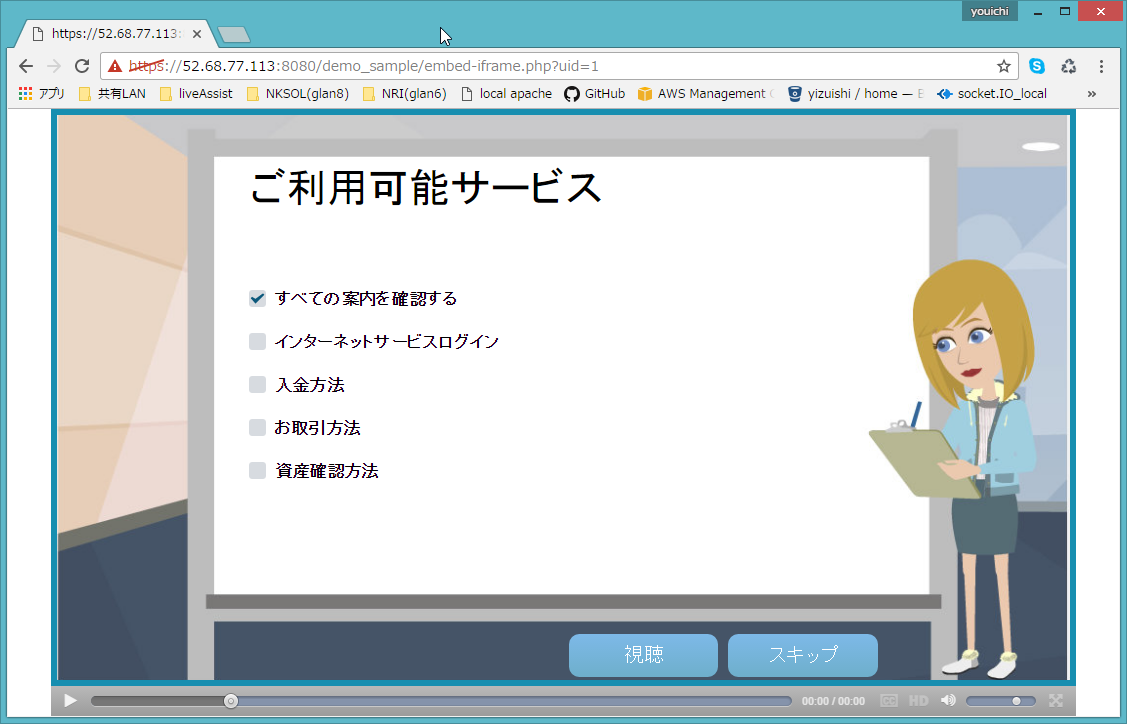 youichi
https://52.68.77.113:
https://52.68.77.113:8080/demo_sample/embed-iframe.php?uid=1
アプリ 共有LAN liveAssist NKSOL(glan8) NRI(glan6) local apache GitHub AWS Management yizuishi / home — socket.IO_local »
ご利用可能サービス
すべての案内を確認する
インターネットサービスログイン
入金方法
お取引方法
資産確認方法
視聴 スキップ
00:00 / 00:00 CC HD